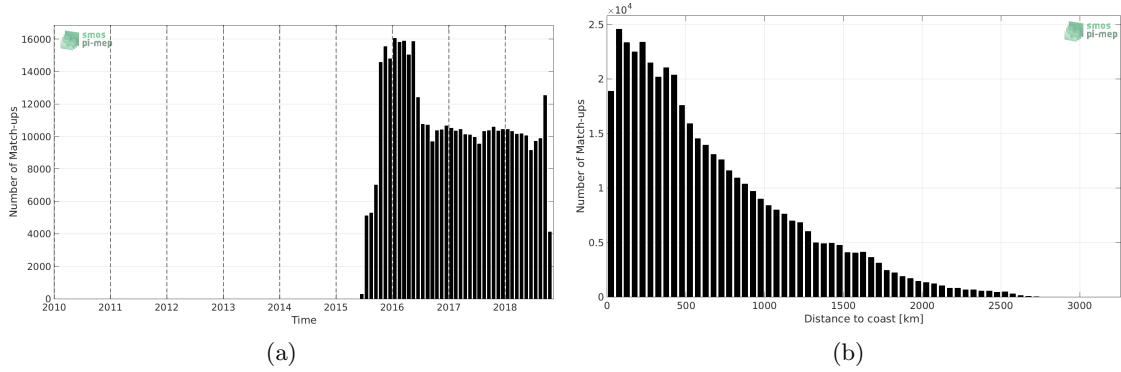 smos
pi-mep
16000
14000
12000
10000
8000
6000
4000
2000
0
Number of Match-ups
2010 2011 2012 2013 2014 2015 2016 2017 2018
Time
(a)
×10⁴
smos
pi-mep
2.5
2
1.5
1
0.5
0
Number of Match-ups
0 500 1000 1500 2000 2500 3000
Distance to coast [km]
(b)